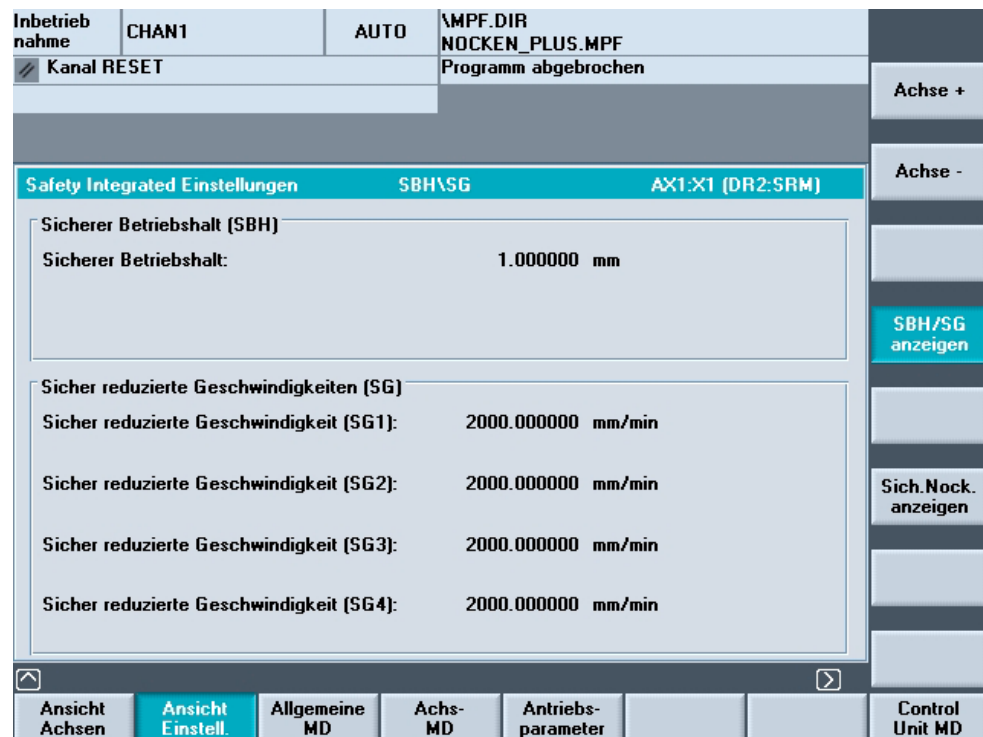 Inbetrieb
nahme
CHAN1
AUTO
\MPF.DIR
NOCKEN_PLUS.MPF
Kanal RESET
Programm abgebrochen
Achse +
Achse -
Safety Integrated Einstellungen SBH\SG AX1:X1 (DR2:SRM)
Sicherer Betriebshalt (SBH)
Sicherer Betriebshalt: 1.000000 mm
SBH/SG
anzeigen
Sicher reduzierte Geschwindigkeiten (SG)
Sicher reduzierte Geschwindigkeit (SG1): 2000.000000 mm/min
Sicher reduzierte Geschwindigkeit (SG2): 2000.000000 mm/min
Sich.Nock.
anzeigen
Sicher reduzierte Geschwindigkeit (SG3): 2000.000000 mm/min
Sicher reduzierte Geschwindigkeit (SG4): 2000.000000 mm/min
Ansicht
Achsen
Ansicht
Einstell.
Allgemeine
MD
Achs-
MD
Antriebs-
parameter
Control
Unit MD